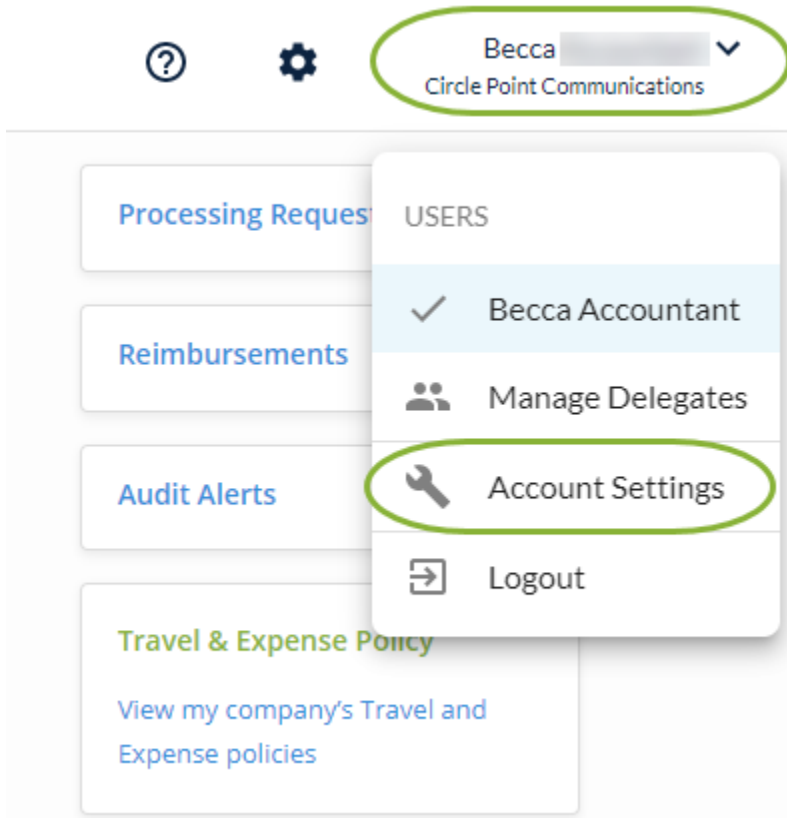 Becca
Circle Point Communications
Processing Reques
USERS
Becca Accountant
Reimbursements
Manage Delegates
Audit Alerts
Account Settings
Logout
Travel & Expense Policy
View my company's Travel and
Expense policies